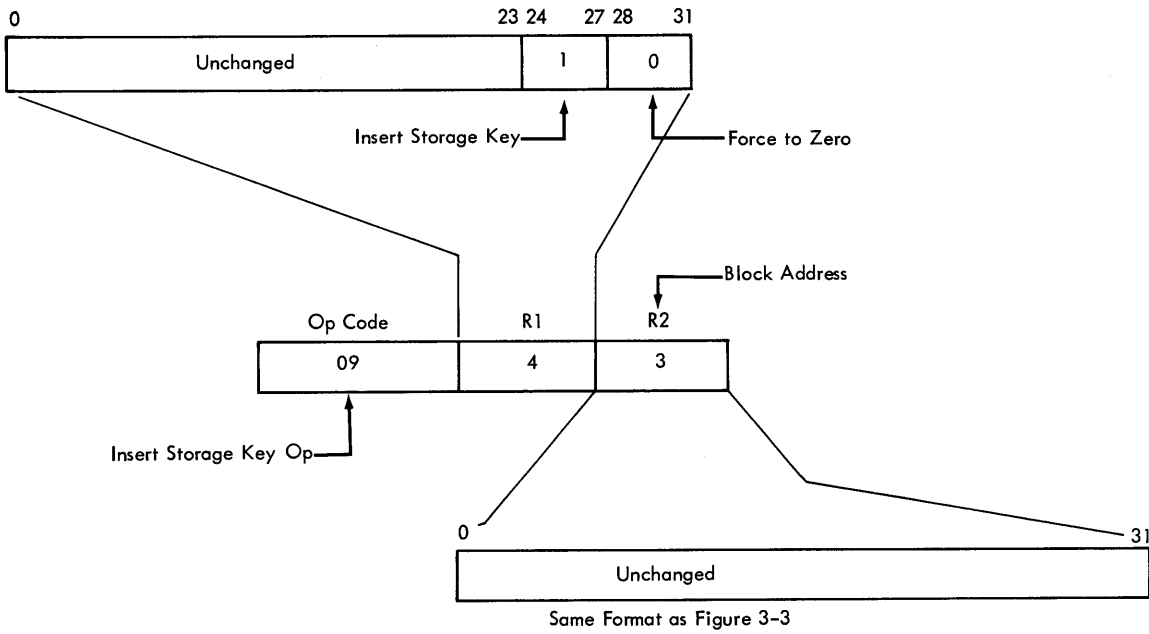 0 23 24 27 28 31
Unchanged 1 0
Insert Storage Key Force to Zero
Block Address
Op Code R1 R2
09 4 3
Insert Storage Key Op
0 31
Unchanged
Same Format as Figure 3-3